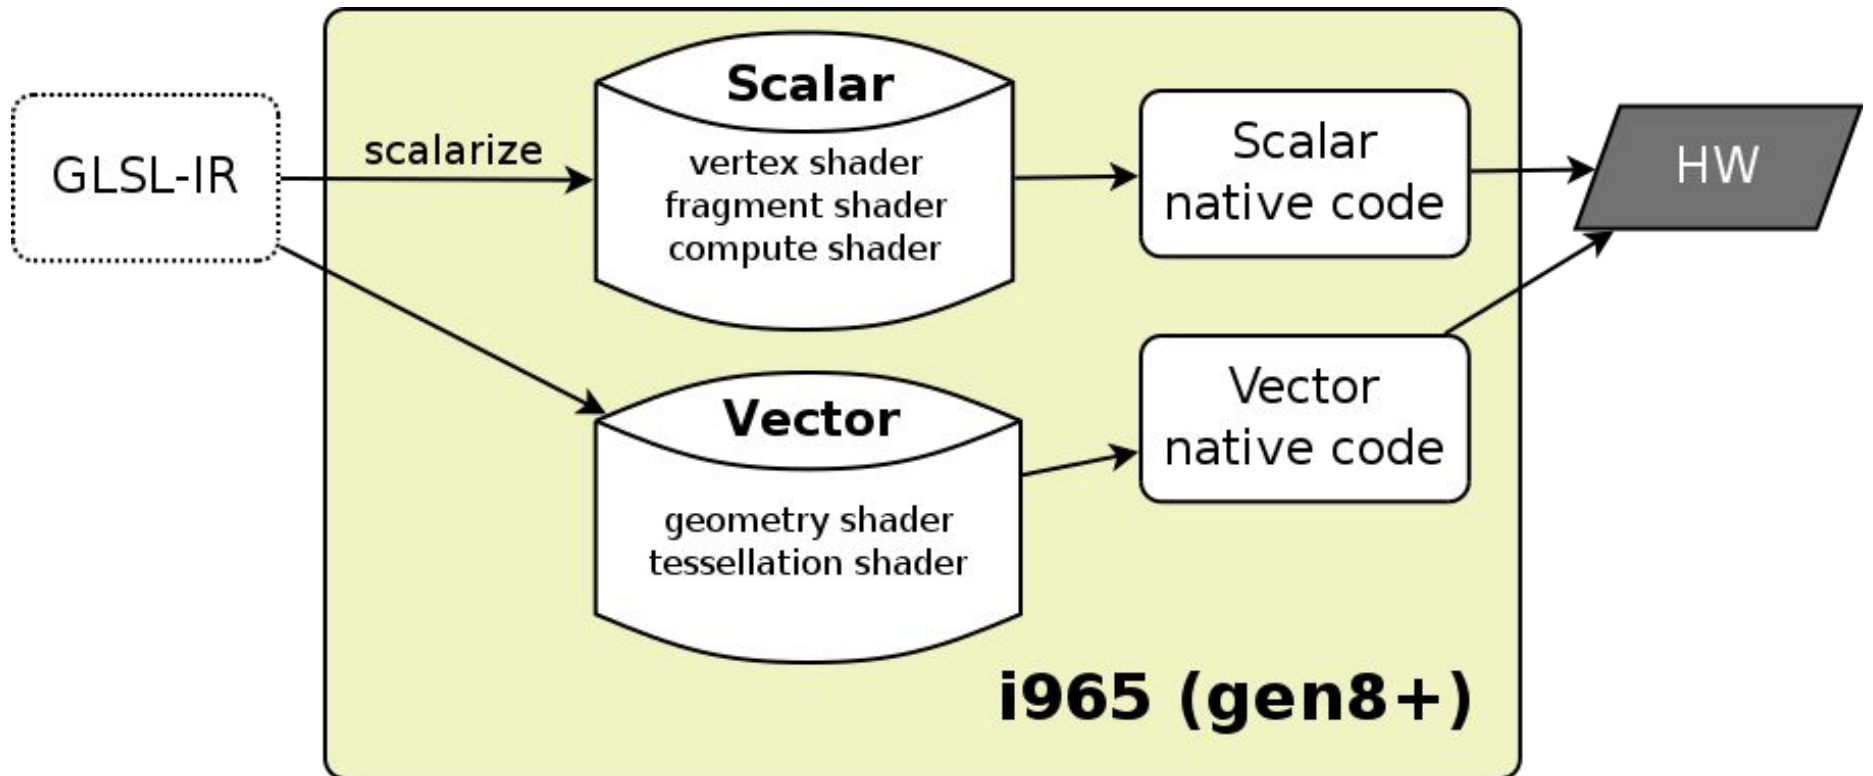 GLSL-IR
scalarize
Scalar
vertex shader
fragment shader
compute shader
Scalar
native code
HW
Vector
geometry shader
tessellation shader
Vector
native code
i965 (gen8+)